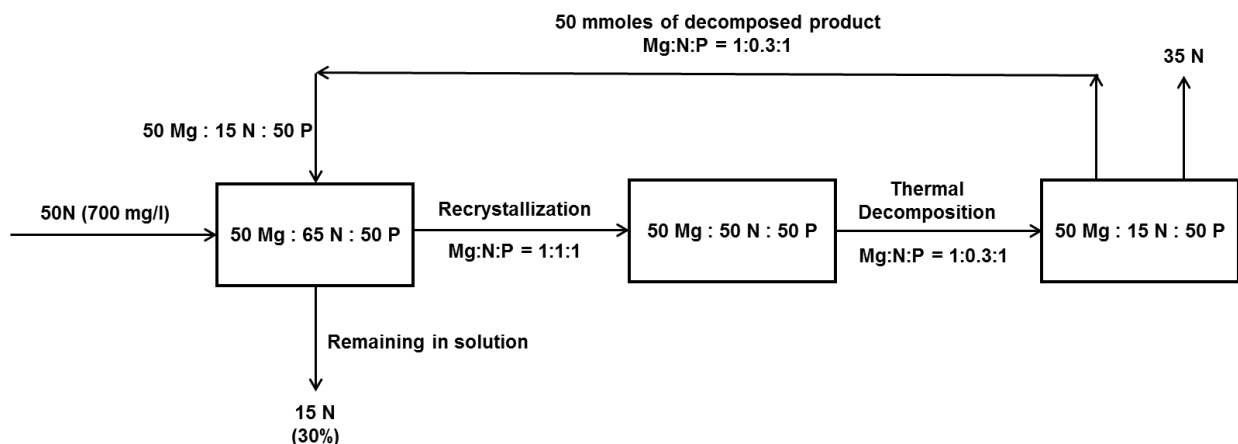 50 mmoles of decomposed product
Mg:N:P = 1:0.3:1
35 N
50 Mg : 15 N : 50 P
50N (700 mg/l)
50 Mg : 65 N : 50 P
Recrystallization
Mg:N:P = 1:1:1
50 Mg : 50 N : 50 P
Thermal
Decomposition
Mg:N:P = 1:0.3:1
50 Mg : 15 N : 50 P
Remaining in solution
15 N
(30%)